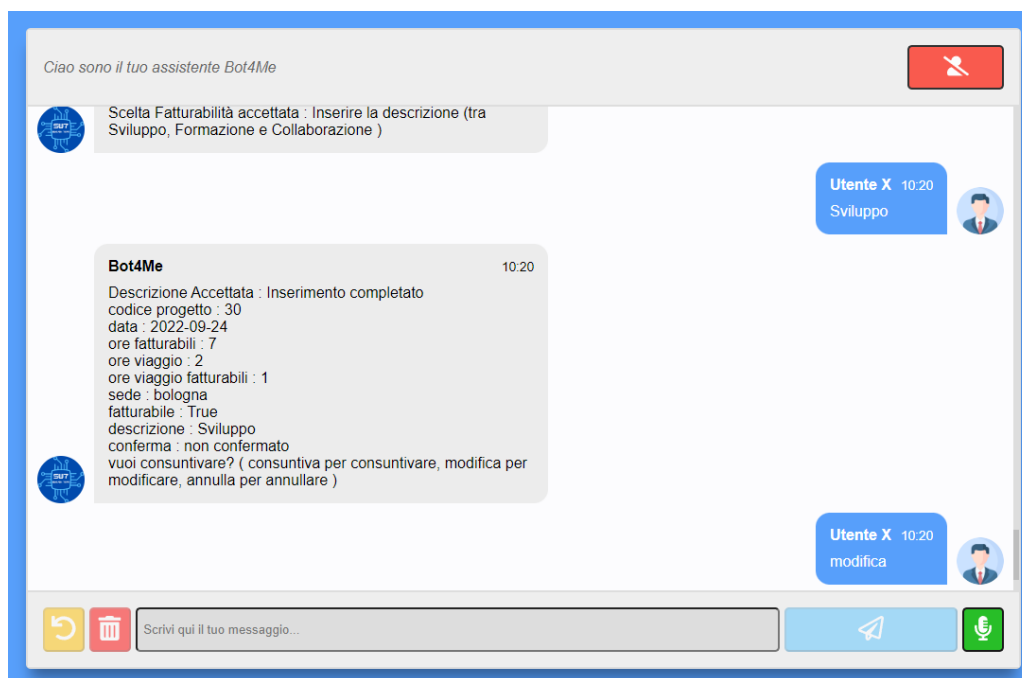 Ciao sono il tuo assistente Bot4Me
Scelta Fatturabilità accettata : Inserire la descrizione (tra
Sviluppo, Formazione e Collaborazione )
SU7
Utente X 10:20
Sviluppo
Bot4Me 10:20
Descrizione Accettata : Inserimento completato
codice progetto : 30
data : 2022-09-24
ore fatturabili : 7
ore viaggio : 2
ore viaggio fatturabili : 1
sede : bologna
fatturabile : True
descrizione : Sviluppo
conferma : non confermato
vuoi consuntivare? ( consuntiva per consuntivare, modifica per
modificare, annulla per annullare )
SU7
Utente X 10:20
modifica
Scrivi qui il tuo messaggio...